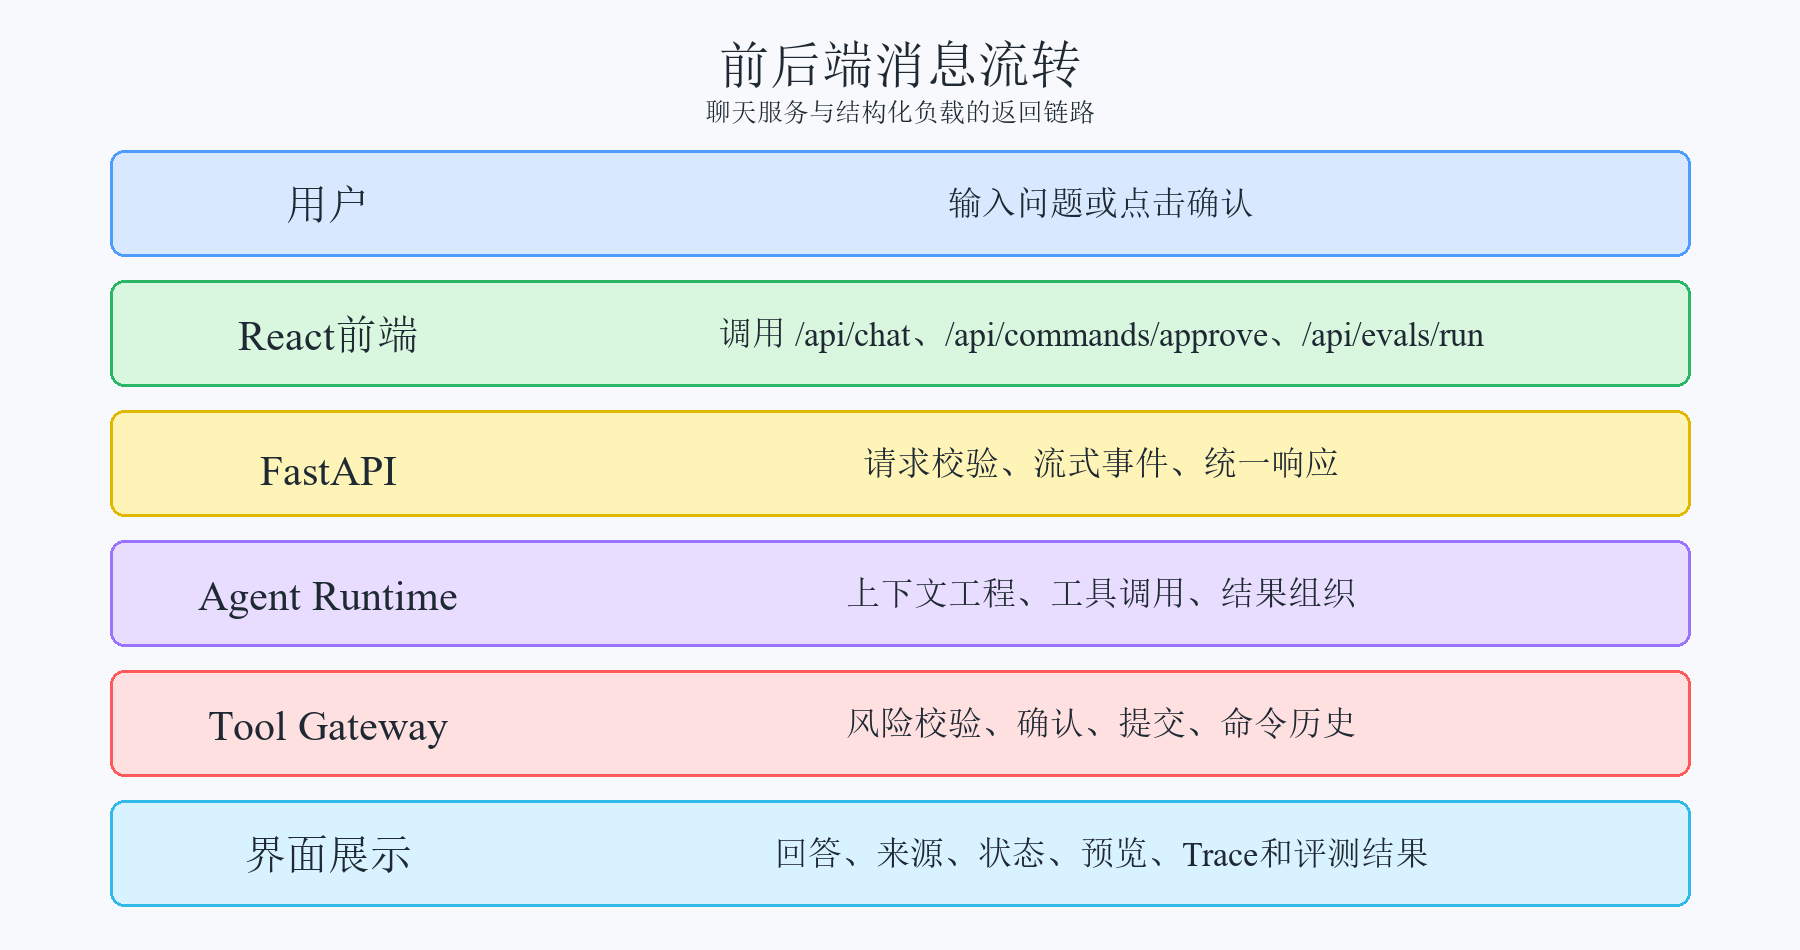 前后端消息流转
聊天服务与结构化负载的返回链路
用户
输入问题或点击确认
React前端
调用 /api/chat、/api/commands/approve、/api/evals/run
FastAPI
请求校验、流式事件、统一响应
Agent Runtime
上下文工程、工具调用、结果组织
Tool Gateway
风险校验、确认、提交、命令历史
界面展示
回答、来源、状态、预览、Trace和评测结果